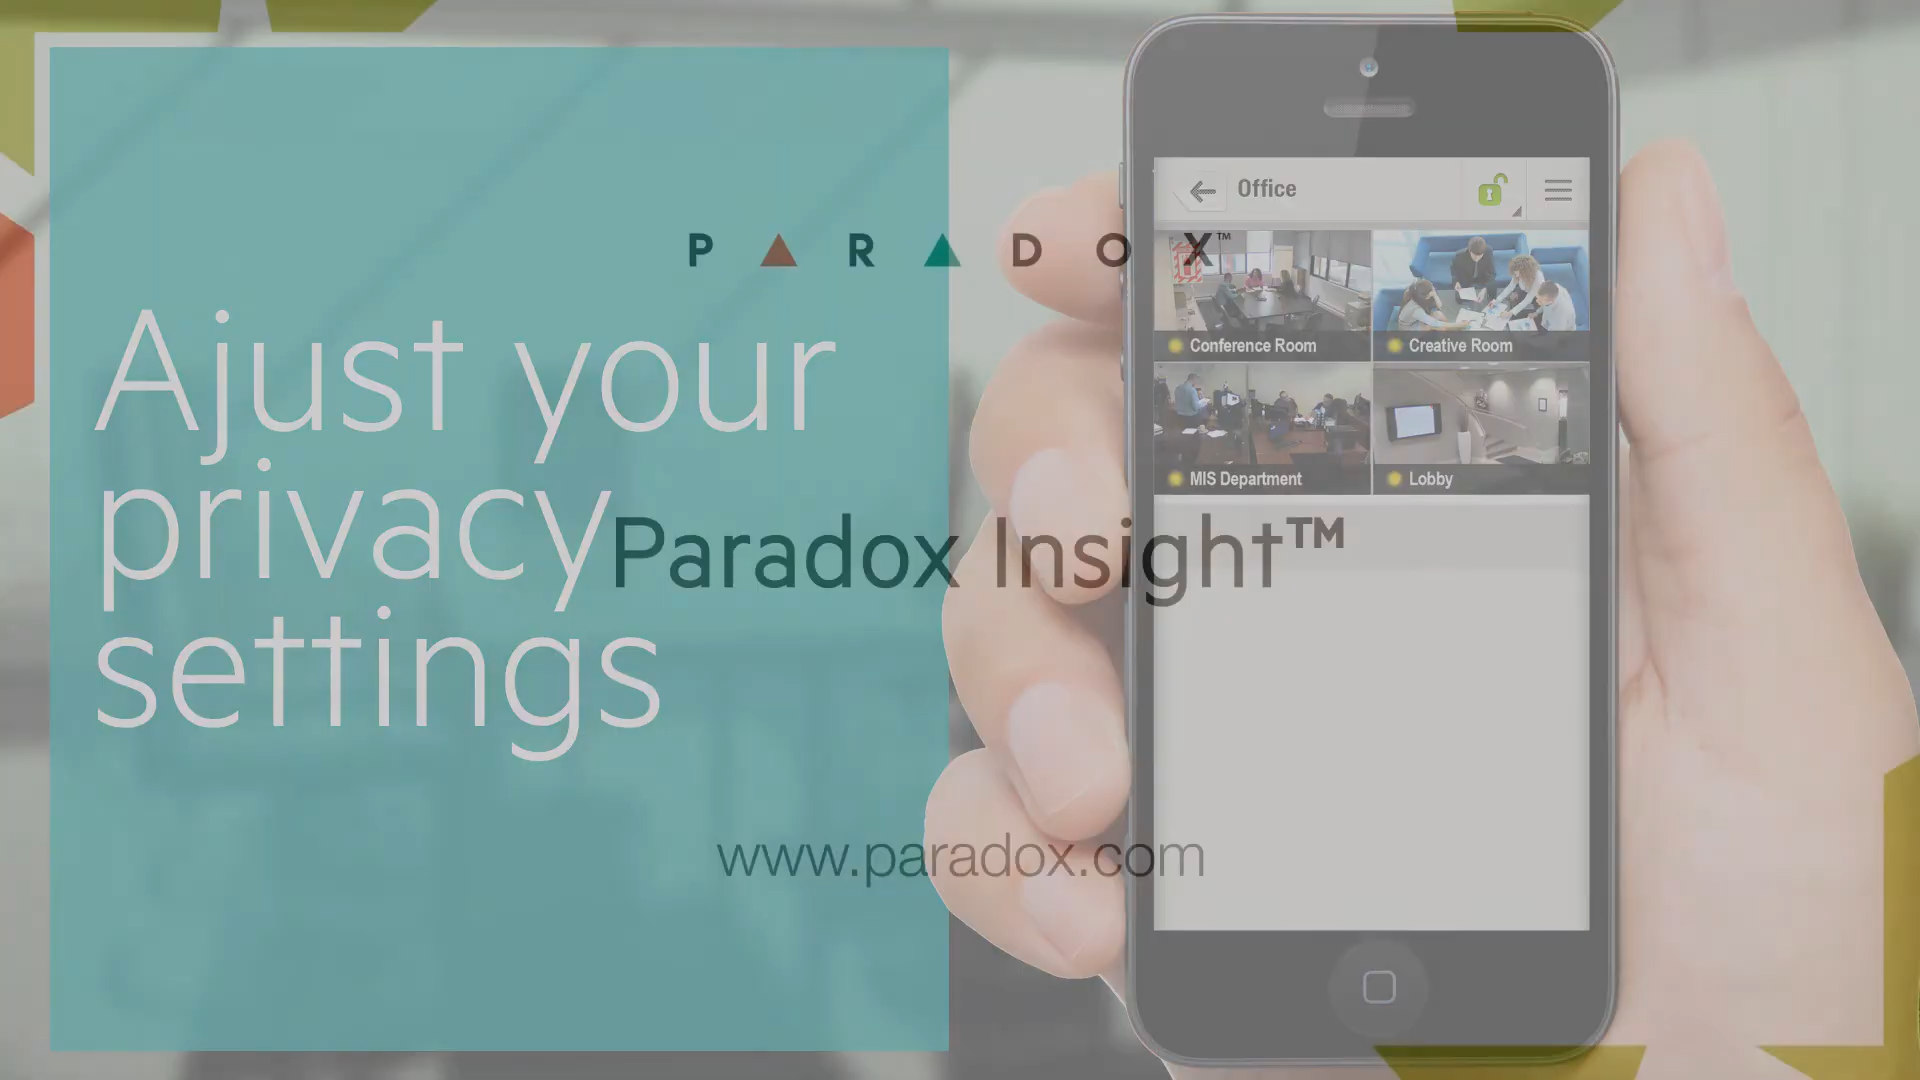 PARADOX™
Ajust your
privacy
settings
Paradox Insight™
www.paradox.com
Office
Conference Room
Creative Room
MIS Department
Lobby